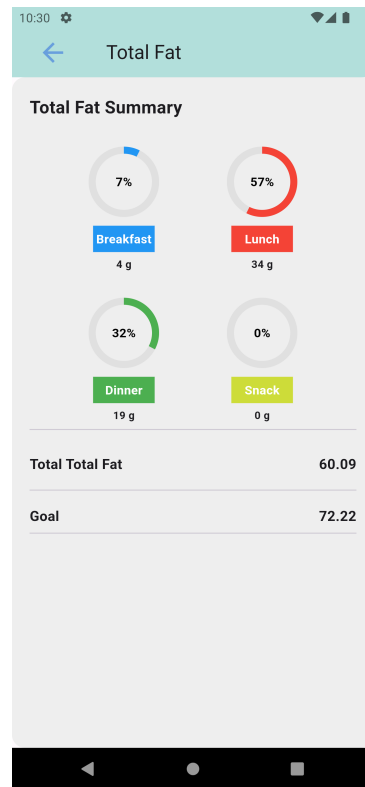 10:30
Total Fat
Total Fat Summary
7%
57%
Breakfast
Lunch
4 g
34 g
32%
0%
Dinner
Snack
19 g
0 g
Total Total Fat 60.09
Goal 72.22